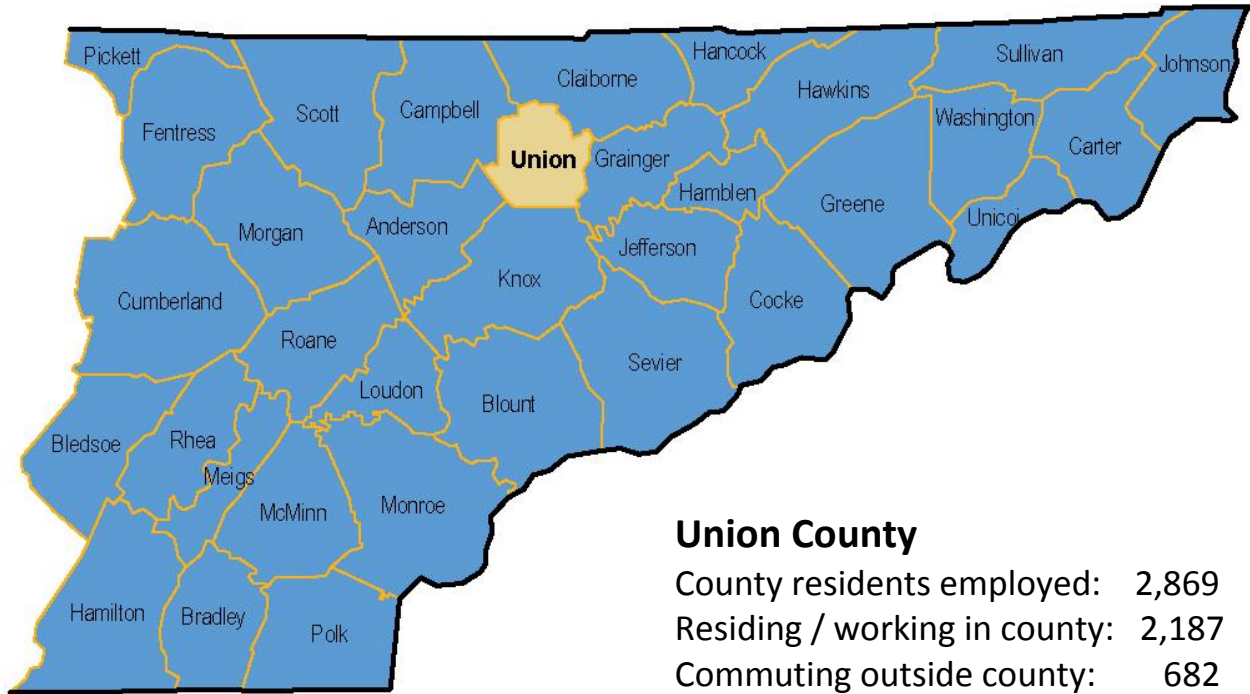 Pickett
Fentress
Scott
Campbell
Claiborne
Hancock
Hawkins
Sullivan
Johnson
Washington
Carter
Union
Grainger
Hamblen
Greene
Unicoi
Morgan
Anderson
Jefferson
Knox
Cocke
Cumberland
Roane
Loudon
Blount
Sevier
Bledsoe
Rhea
Meigs
McMinn
Monroe
Hamilton
Bradley
Polk
Union County
County residents employed: 2,869
Residing / working in county: 2,187
Commuting outside county: 682